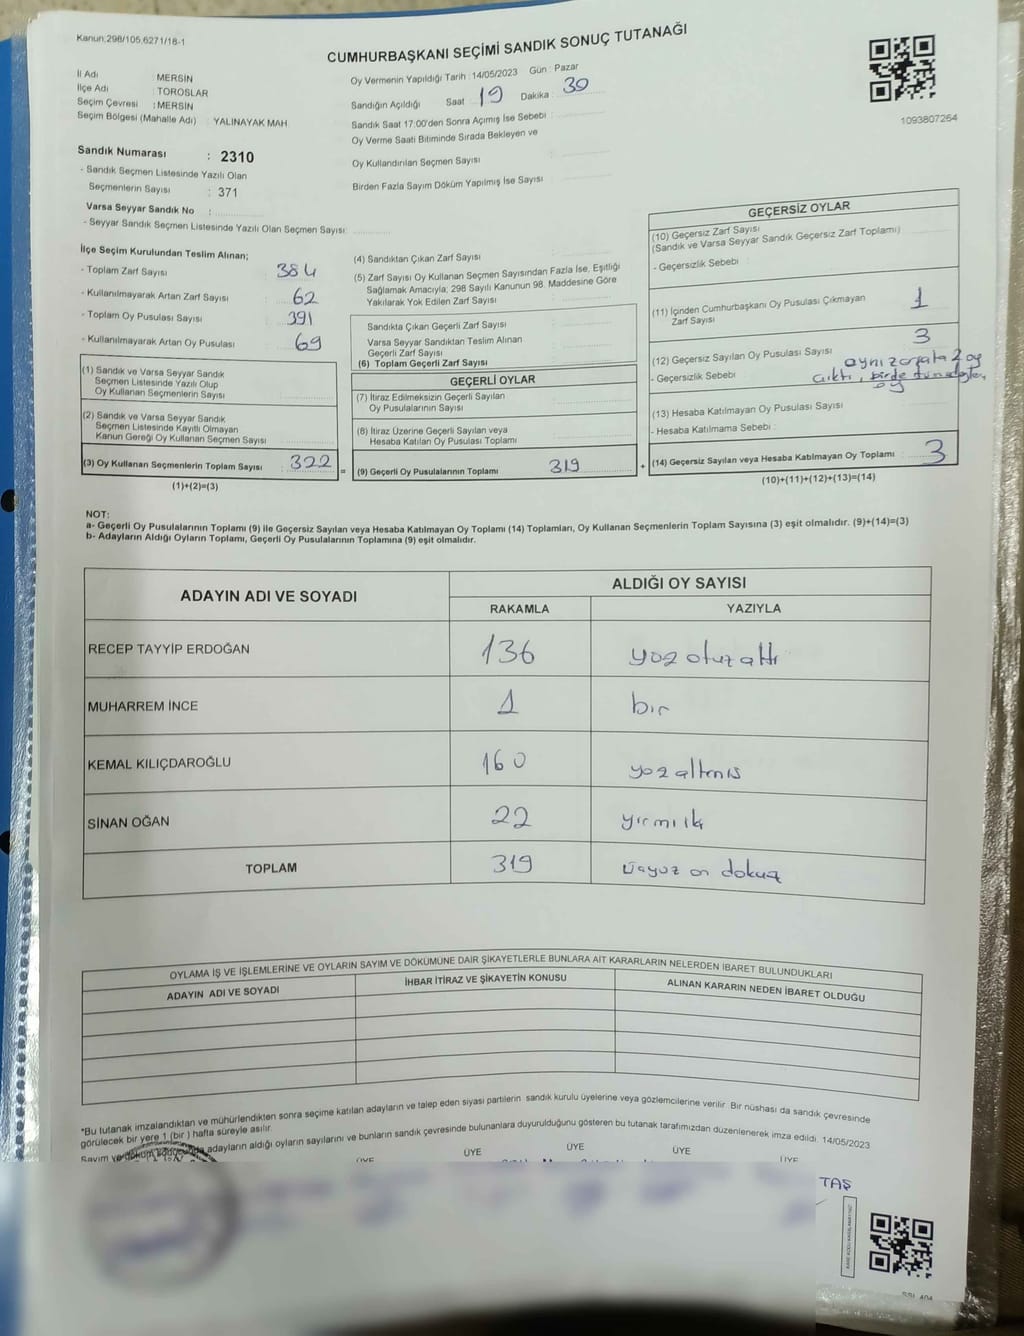 Kanun:298/105,6271/18-1
CUMHURBAŞKANI SEÇİMİ SANDIK SONUÇ TUTANAĞI
1093807254
İl Adı MERSİN
İlçe Adı TOROSLAR
Seçim Çevresi : MERSİN
Seçim Bölgesi (Mahalle Adı) : YALINAYAK MAH.
Sandık Numarası : 2310
- Sandık Seçmen Listesinde Yazılı Olan
Seçmenlerin Sayısı : 371
Varsa Seyyar Sandık No :
- Seyyar Sandık Seçmen Listesinde Yazılı Olan Seçmen Sayısı:
Oy Vermenin Yapıldığı Tarih : 14/05/2023 Gün : Pazar
Sandığın Açıldığı Saat 19 Dakika : 30
Sandık Saat 17:00'den Sonra Açımış İse Sebebi :
Oy Verme Saati Bitiminde Sırada Bekleyen ve
Oy Kullandırılan Seçmen Sayısı
Birden Fazla Sayım Döküm Yapılmış İse Sayısı
İlçe Seçim Kurulundan Teslim Alınan;
- Toplam Zarf Sayısı 384
- Kullanılmayarak Artan Zarf Sayısı 62
- Toplam Oy Pusulası Sayısı 391
- Kullanılmayarak Artan Oy Pusulası 69
(1) Sandık ve Varsa Seyyar Sandık
Seçmen Listesinde Yazılı Olup
Oy Kullanan Seçmenlerin Sayısı
(2) Sandık ve Varsa Seyyar Sandık
Seçmen Listesinde Kayıtlı Olmayan
Kanun Gereği Oy Kullanan Seçmen Sayısı
(3) Oy Kullanan Seçmenlerin Toplam Sayısı : 322 =
(1)+(2)=(3)
(4) Sandıktan Çıkan Zarf Sayısı
(5) Zarf Sayısı Oy Kullanan Seçmen Sayısından Fazla İse, Eşitliği
Sağlamak Amacıyla; 298 Sayılı Kanunun 98. Maddesine Göre
Yakılarak Yok Edilen Zarf Sayısı
Sandıkta Çıkan Geçerli Zarf Sayısı
Varsa Seyyar Sandıktan Teslim Alınan
Geçerli Zarf Sayısı
(6) Toplam Geçerli Zarf Sayısı
GEÇERLİ OYLAR
(7) İtiraz Edilmeksizin Geçerli Sayılan
Oy Pusulalarının Sayısı
(8) İtiraz Üzerine Geçerli Sayılan veya
Hesaba Katılan Oy Pusulası Toplamı
(9) Geçerli Oy Pusulalarının Toplamı 319 +
GEÇERSİZ OYLAR
(10) Geçersiz Zarf Sayısı
(Sandık ve Varsa Seyyar Sandık Geçersiz Zarf Toplamı)
- Geçersizlik Sebebi :
(11) İçinden Cumhurbaşkanı Oy Pusulası Çıkmayan
Zarf Sayısı 1
(12) Geçersiz Sayılan Oy Pusulası Sayısı 3
- Geçersizlik Sebebi aynı zarfta 2 oy
çıktı, birde
oy
(13) Hesaba Katılmayan Oy Pusulası Sayısı
- Hesaba Katılmama Sebebi :
(14) Geçersiz Sayılan veya Hesaba Katılmayan Oy Toplamı 3
(10)+(11)+(12)+(13)=(14)
NOT:
a- Geçerli Oy Pusulalarının Toplamı (9) ile Geçersiz Sayılan veya Hesaba Katılmayan Oy Toplamı (14) Toplamları, Oy Kullanan Seçmenlerin Toplam Sayısına (3) eşit olmalıdır. (9)+(14)=(3)
b- Adayların Aldığı Oyların Toplamı, Geçerli Oy Pusulalarının Toplamına (9) eşit olmalıdır.
ADAYIN ADI VE SOYADI ALDIĞI OY SAYISI
RAKAMLA YAZIYLA
RECEP TAYYİP ERDOĞAN 136 yüz otuz altı
MUHARREM İNCE 1 bir
KEMAL KILIÇDAROĞLU 160 yüz altmış
SİNAN OĞAN 22 yirmi iki
TOPLAM 319 üçyüz on dokuz
OYLAMA İŞ VE İŞLEMLERİNE VE OYLARIN SAYIM VE DÖKÜMÜNE DAİR ŞİKAYETLERLE BUNLARA AİT KARARLARIN NELERDEN İBARET BULUNDUKLARI
ADAYIN ADI VE SOYADI İHBAR İTİRAZ VE ŞİKAYETİN KONUSU ALINAN KARARIN NEDEN İBARET OLDUĞU
*Bu tutanak imzalandıktan ve mühürlendikten sonra seçime katılan adayların ve talep eden siyasi partilerin sandık kurulu üyelerine veya gözlemcilerine verilir. Bir nüshası da sandık çevresinde
görülecek bir yere 1 (bir) hafta süreyle asılır.
Sayım ve döküm sonucunda adayların aldığı oyların sayılarını ve bunların sandık çevresinde bulunanlara duyurulduğunu gösteren bu tutanak tarafımızdan düzenlenerek imza edildi. 14/05/2023
ÜYE ÜYE ÜYE ÜYE ÜYE
TAŞ